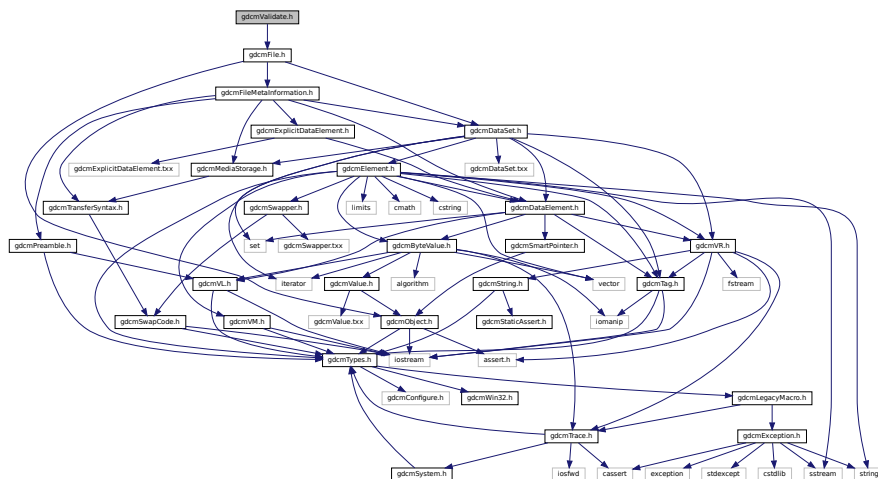 gdcmValidate.h
gdcmFile.h
gdcmFileMetaInformation.h
gdcmExplicitDataElement.h
gdcmDataSet.h
gdcmExplicitDataElement.txx
gdcmMediaStorage.h
gdcmElement.h
gdcmDataSet.txx
gdcmTransferSyntax.h
gdcmSwapper.h
limits
cmath
cstring
gdcmDataElement.h
gdcmPreamble.h
set
gdcmSwapper.txx
gdcmByteValue.h
gdcmSmartPointer.h
gdcmVR.h
gdcmVL.h
iterator
gdcmValue.h
algorithm
gdcmString.h
vector
gdcmTag.h
fstream
gdcmSwapCode.h
gdcmVM.h
gdcmValue.txx
gdcmObject.h
gdcmStaticAssert.h
iomanip
gdcmTypes.h
iostream
assert.h
gdcmConfigure.h
gdcmWin32.h
gdcmLegacyMacro.h
gdcmTrace.h
gdcmException.h
gdcmSystem.h
iosfwd
cassert
exception
stdexcept
cstdlib
sstream
string